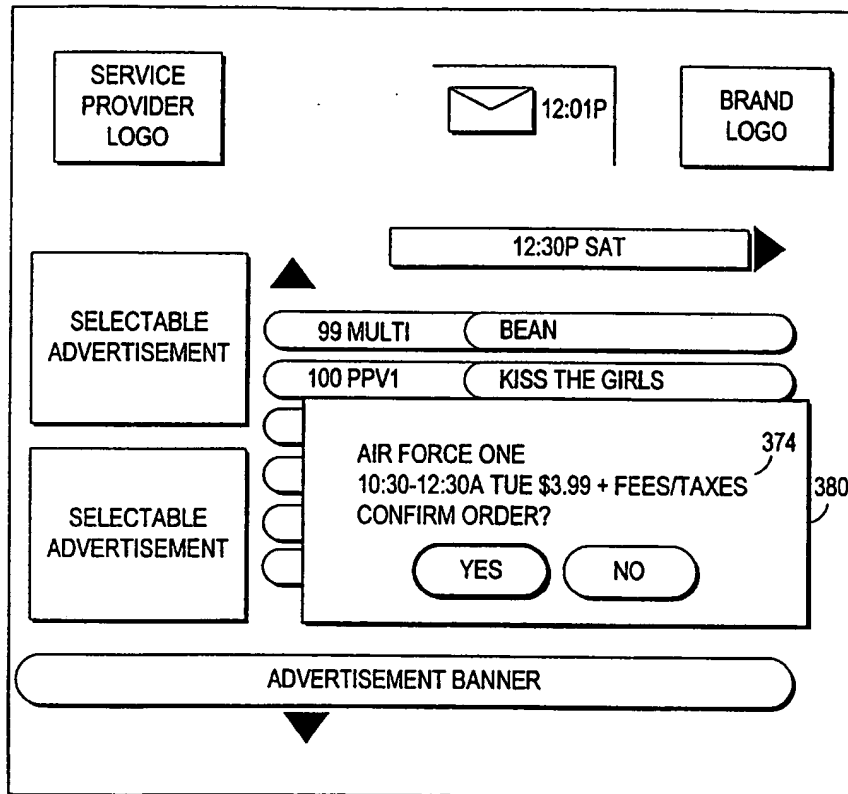 SERVICE
PROVIDER
LOGO
12:01P
BRAND
LOGO
12:30P SAT
SELECTABLE
ADVERTISEMENT
99 MULTI BEAN
100 PPV1 KISS THE GIRLS
AIR FORCE ONE
374
10:30-12:30A TUE $3.99 + FEES/TAXES
380
CONFIRM ORDER?
YES NO
SELECTABLE
ADVERTISEMENT
ADVERTISEMENT BANNER